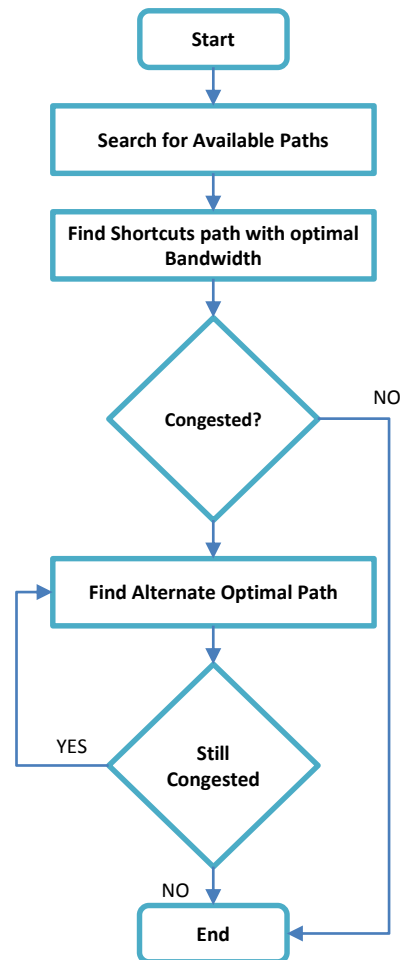 Start
Search for Available Paths
Find Shortcuts path with optimal
Bandwidth
NO
Congested?
Find Alternate Optimal Path
YES
Still
Congested
NO
End